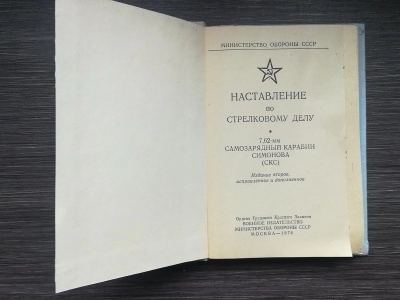 МИНИСТЕРСТВО ОБОРОНЫ СССР
НАСТАВЛЕНИЕ
ПО
СТРЕЛКОВОМУ ДЕЛУ
7,62-мм
САМОЗАРЯДНЫЙ КАРАБИН
СИМОНОВА
(СКС)
Издание второе,
исправленное и дополненное
Ордена Трудового Красного Знамени
ВОЕННОЕ ИЗДАТЕЛЬСТВО
МИНИСТЕРСТВА ОБОРОНЫ СССР
МОСКВА—1970